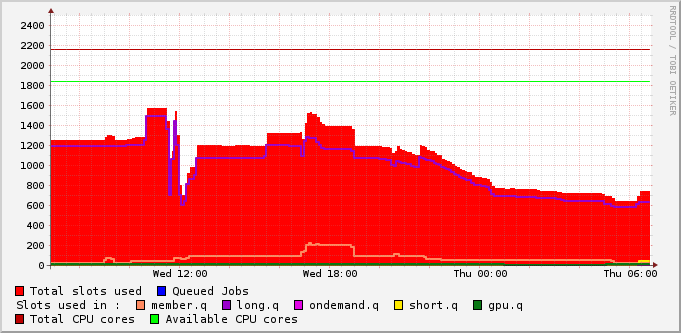 RRDTOOL / TOBI OETIKER
2400
2200
2000
1800
1600
1400
1200
1000
800
600
400
200
0
Wed 12:00 Wed 18:00 Thu 00:00 Thu 06:00
Total slots used Queued Jobs
Slots used in : member.q long.q ondemand.q short.q gpu.q
Total CPU cores Available CPU cores